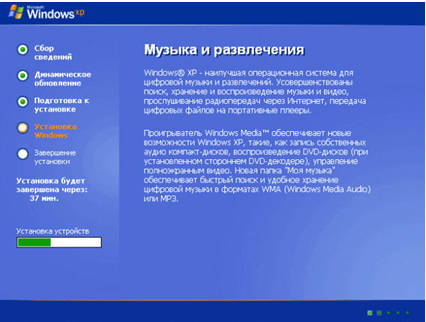 Microsoft
Windows xp
Сбор
сведений
Динамическое
обновление
Подготовка к
установке
Установка
Windows
Завершение
установки
Установка будет
завершена через:
37 мин.
Установка устройств
Музыка и развлечения
Windows® XP - наилучшая операционная система для
цифровой музыки и развлечений. Усовершенствованы
поиск, хранение и воспроизведение музыки и видео,
прослушивание радиопередач через Интернет, передача
цифровых файлов на портативные плееры.
Проигрыватель Windows Media™ обеспечивает новые
возможности Windows XP, такие, как запись собственных
аудио компакт-дисков, воспроизведение DVD-дисков (при
установленном стороннем DVD-декодере), управление
полноэкранным видео. Новая папка "Моя музыка"
обеспечивает быстрый поиск и удобное хранение
цифровой музыки в форматах WMA (Windows Media Audio)
или MP3.